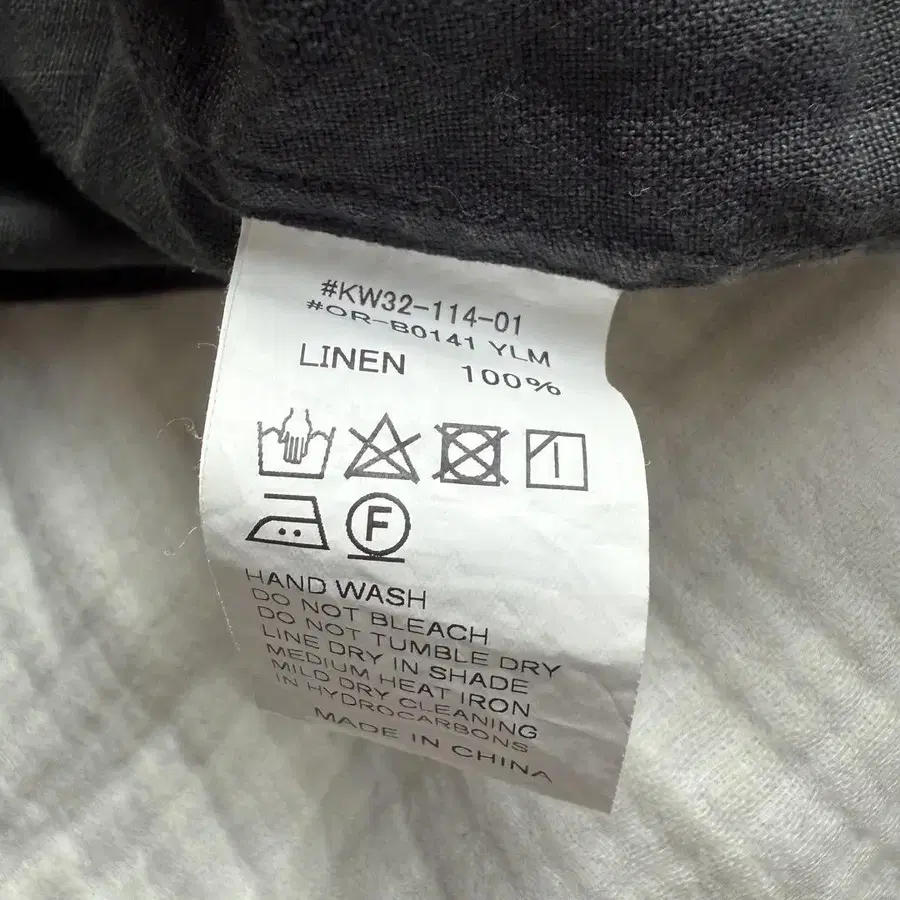 #KW32-114-01
#OR-B0141 YLM
LINEN 100%
F
HAND WASH
DO NOT BLEACH
DO NOT TUMBLE DRY
LINE DRY IN SHADE
MEDIUM HEAT IRON
MILD DRY CLEANING
IN HYDROCARBONS
MADE IN CHINA